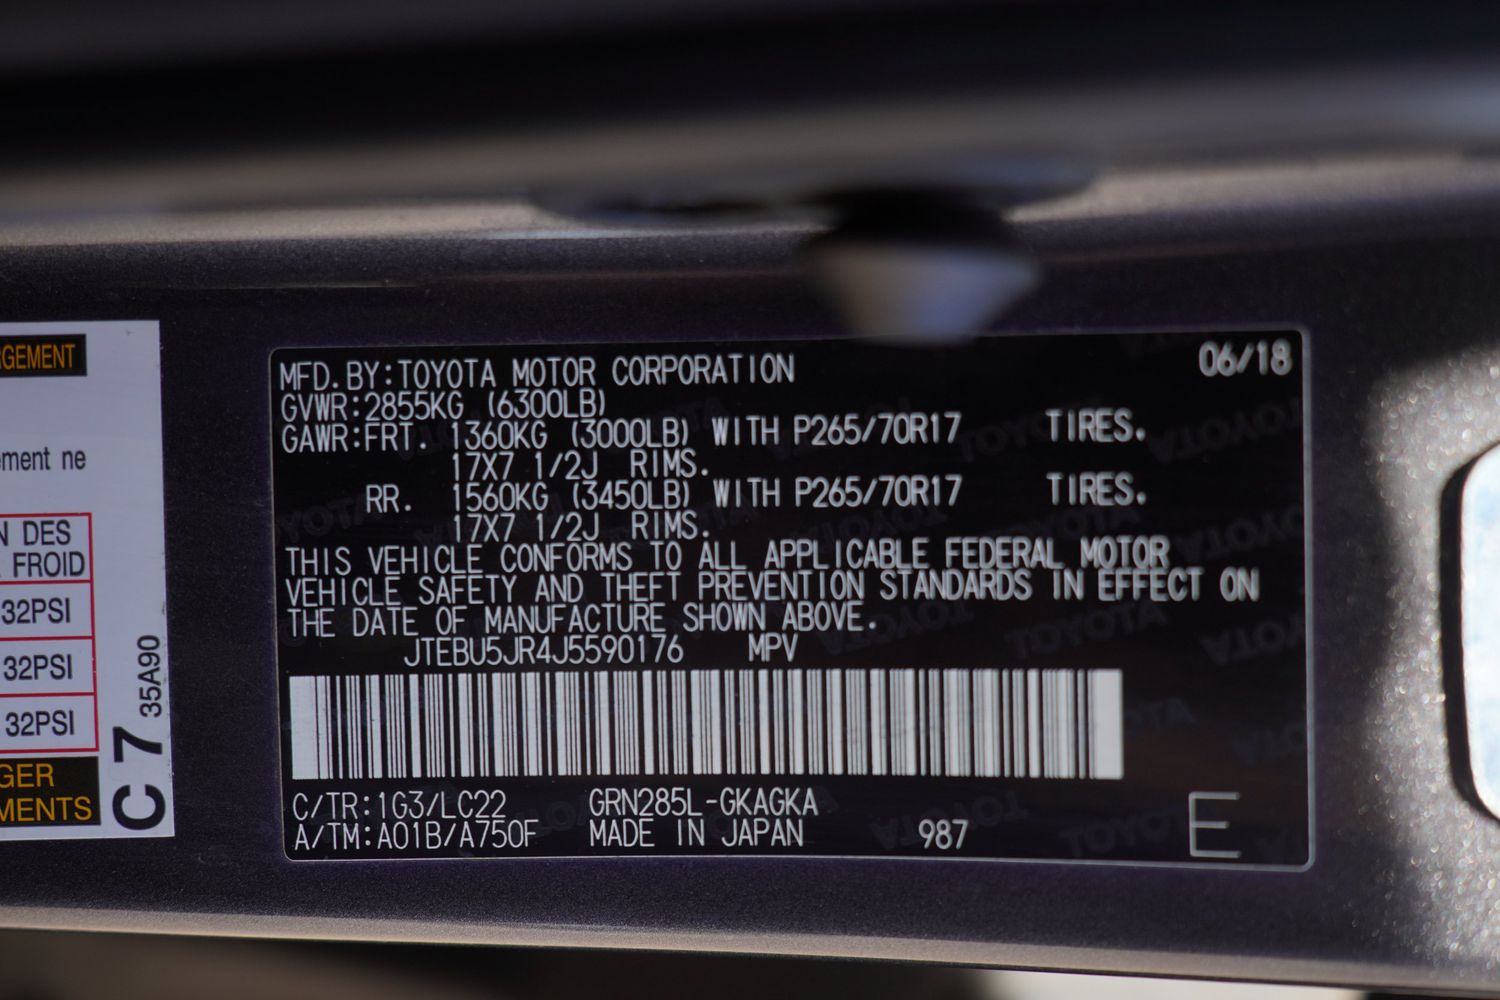 RGEMENT
ement ne
N DES
FROID
32PSI
32PSI
32PSI
GER
MENTS
C 7 35A90
MFD. BY:TOYOTA MOTOR CORPORATION 06/18
GVWR:2855KG (6300LB)
GAWR:FRT. 1360KG (3000LB) WITH P265/70R17 TIRES.
17X7 1/2J RIMS.
RR. 1560KG (3450LB) WITH P265/70R17 TIRES.
17X7 1/2J RIMS.
THIS VEHICLE CONFORMS TO ALL APPLICABLE FEDERAL MOTOR
VEHICLE SAFETY AND THEFT PREVENTION STANDARDS IN EFFECT ON
THE DATE OF MANUFACTURE SHOWN ABOVE.
JTEBU5JR4J5590176 MPV
C/TR:1G3/LC22 GRN285L-GKAGKA
A/TM:A01B/A750F MADE IN JAPAN 987 E